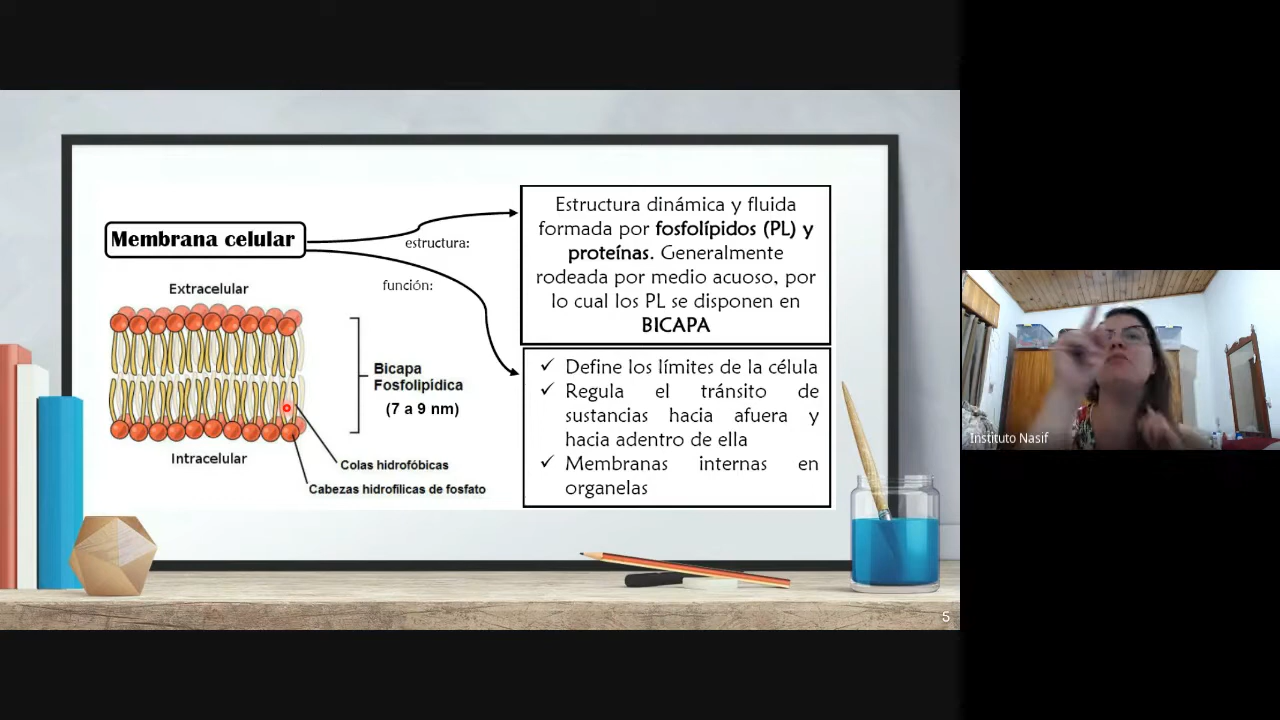 Membrana celular
estructura:
función:
Estructura dinámica y fluida
formada por fosfolípidos (PL) y
proteínas. Generalmente
rodeada por medio acuoso, por
lo cual los PL se disponen en
BICAPA
Define los límites de la célula
Regula el tránsito de
sustancias hacia afuera y
hacia adentro de ella
Membranas internas en
organelas
Extracelular
Bicapa
Fosfolipídica
(7 a 9 nm)
Intracelular
Colas hidrofóbicas
Cabezas hidrofílicas de fosfato
5
Instituto Nasif